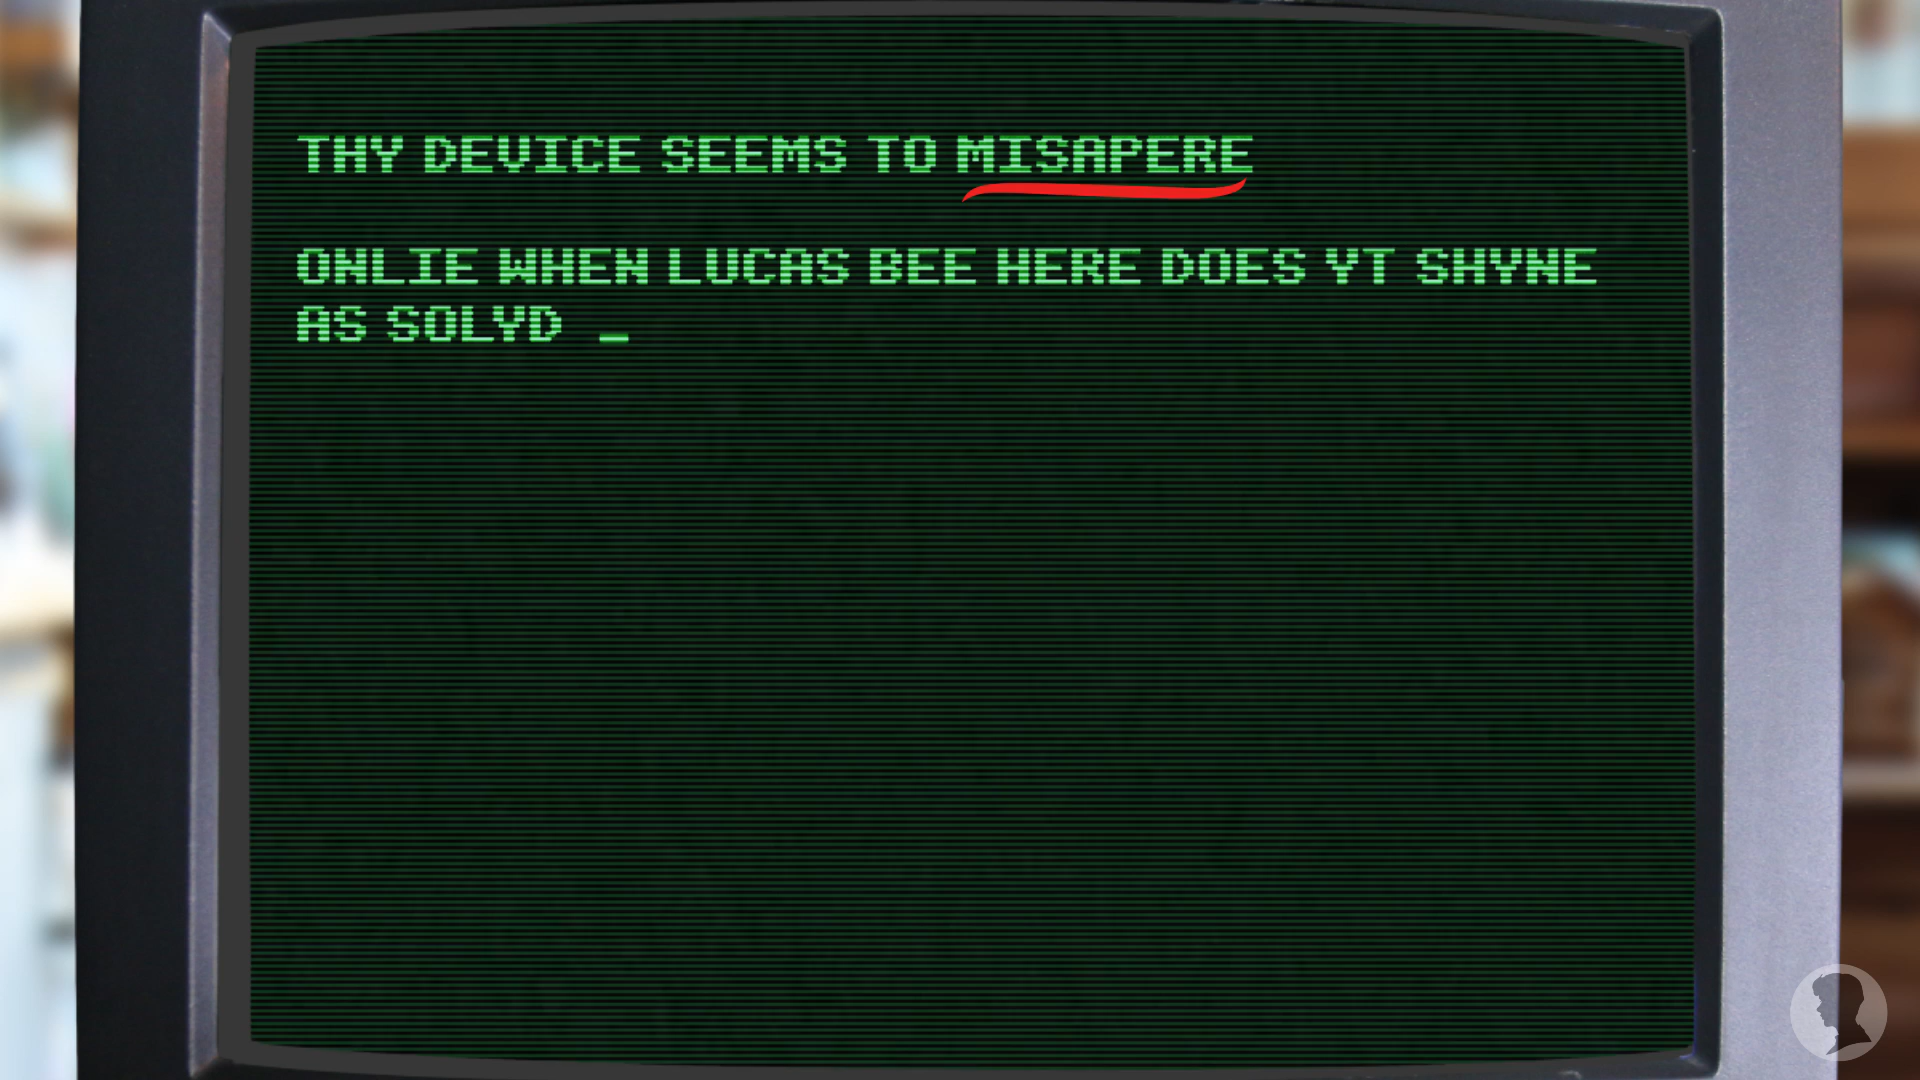 THY DEVICE SEEMS TO MISAPERE
ONLIE WHEN LUCAS BEE HERE DOES YT SHYNE
AS SOLYD _